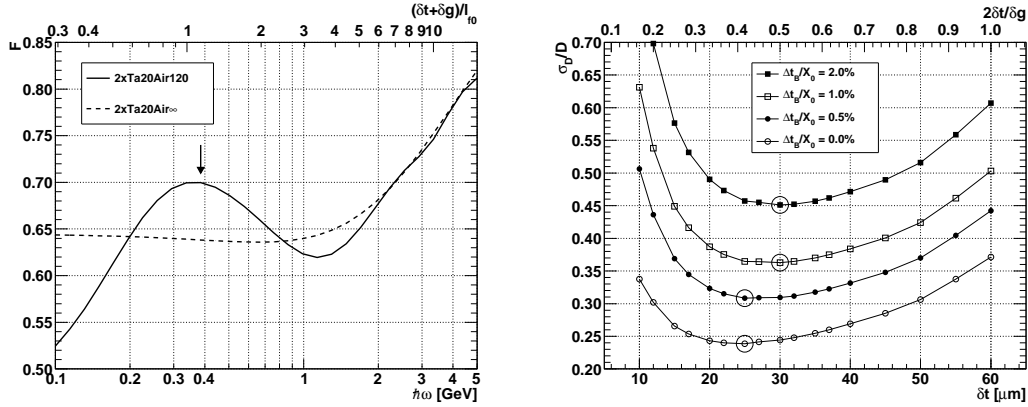 (δt+δg)/l_f0
0.3 0.4 1 2 3 4 5 6 7 8 910
F
0.85
0.80
0.75
0.70
0.65
0.60
0.55
0.50
2xTa20Air120
2xTa20Air∞
0.1 0.2 0.3 0.4 1 2 3 4 5
ħω [GeV]
2δt/δg
0.1 0.2 0.3 0.4 0.5 0.6 0.7 0.8 0.9 1.0
σ_D/D
0.70
0.65
0.60
0.55
0.50
0.45
0.40
0.35
0.30
0.25
0.20
Δt_B/X_0 = 2.0%
Δt_B/X_0 = 1.0%
Δt_B/X_0 = 0.5%
Δt_B/X_0 = 0.0%
10 20 30 40 50 60
δt [μm]